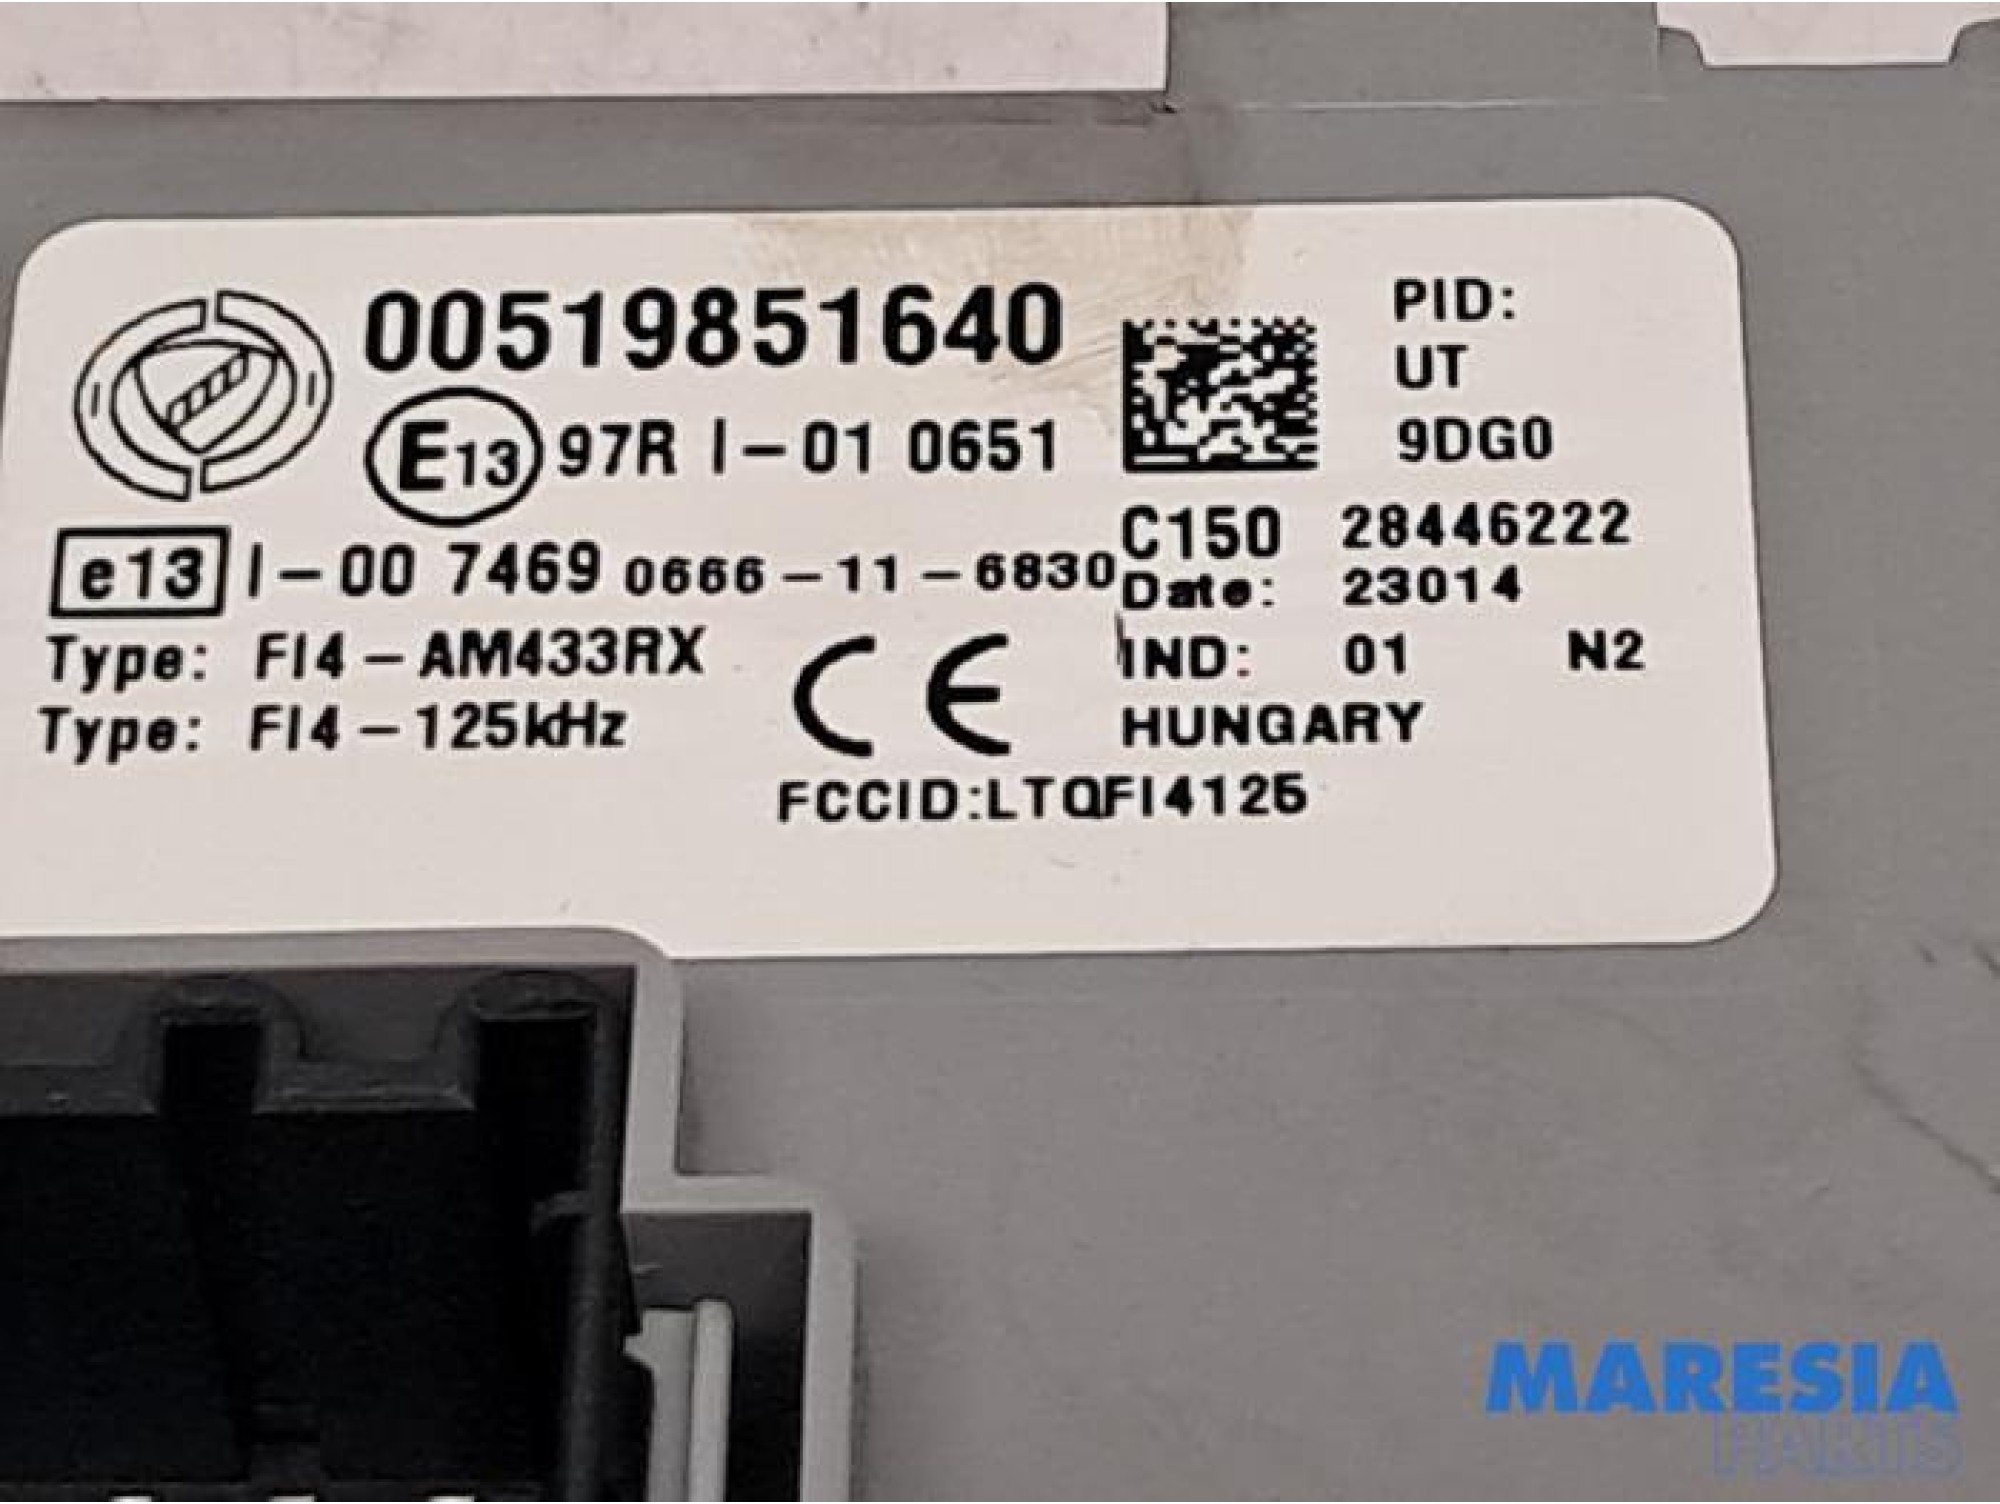 00519851640
E13 97R I-01 0651
e13 I-00 7469 0666-11-6830
Type: FI4-AM433RX
Type: FI4-125kHz
CE
FCCID:LTQFI4125
PID:
UT
9DG0
C150 28446222
Date: 23014
IND: 01 N2
HUNGARY
MARESIA
PARTS